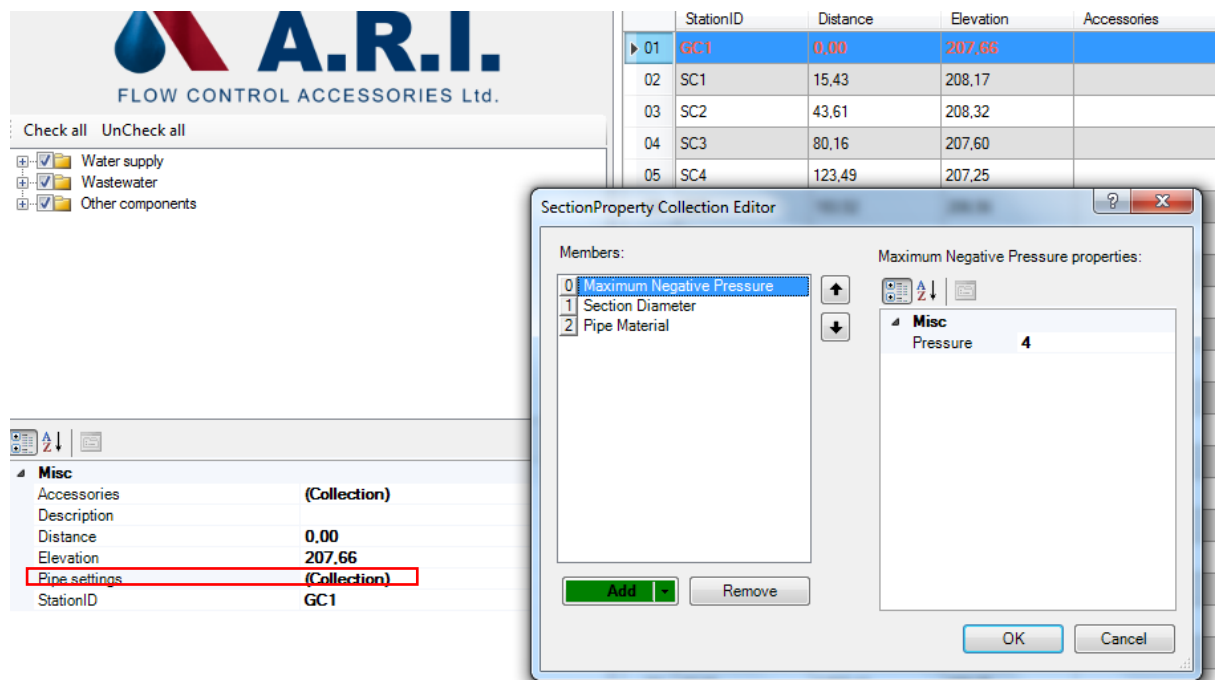 A.R.I.
FLOW CONTROL ACCESSORIES Ltd.
Check all UnCheck all
Water supply
Wastewater
Other components
StationID Distance Elevation Accessories
01 GC1 0,00 207,66
02 SC1 15,43 208,17
03 SC2 43,61 208,32
04 SC3 80,16 207,60
05 SC4 123,49 207,25
SectionProperty Collection Editor
Members:
0 Maximum Negative Pressure
1 Section Diameter
2 Pipe Material
Add Remove
Maximum Negative Pressure properties:
Misc
Pressure 4
OK Cancel
Misc
Accessories (Collection)
Description
Distance 0,00
Elevation 207,66
Pipe settings (Collection)
StationID GC1